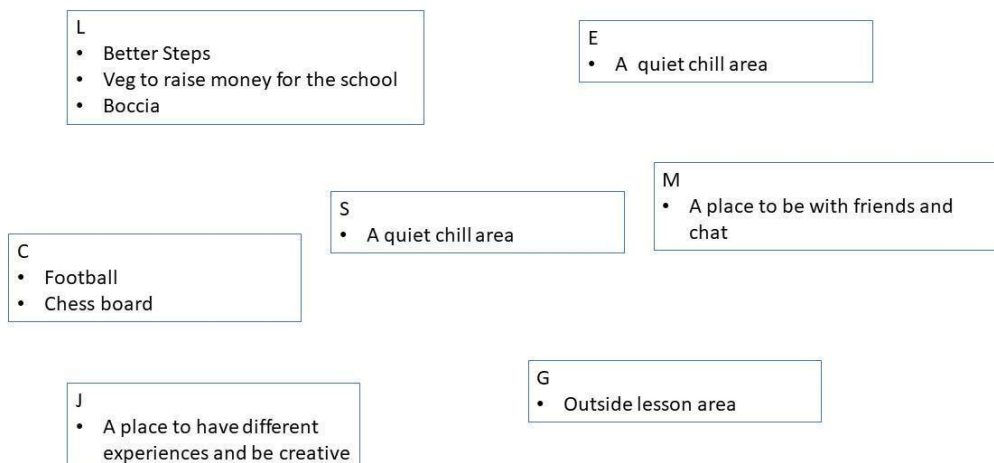 L
• Better Steps
• Veg to raise money for the school
• Boccia
E
• A quiet chill area
S
• A quiet chill area
M
• A place to be with friends and
chat
C
• Football
• Chess board
J
• A place to have different
experiences and be creative
G
• Outside lesson area